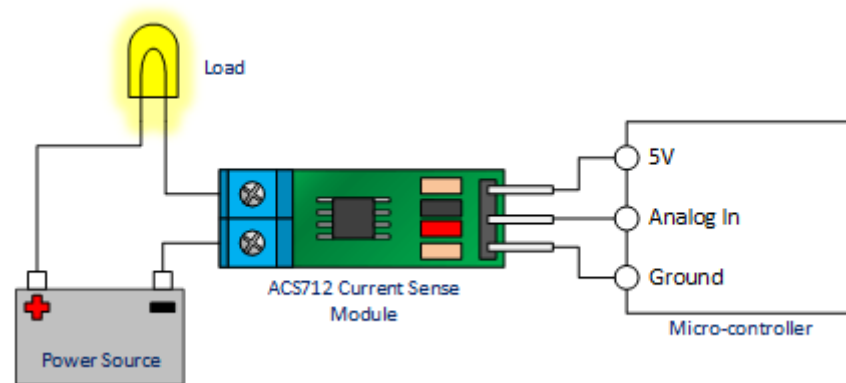 Load
5V
Analog In
Ground
ACS712 Current Sense
Module
Micro-controller
Power Source